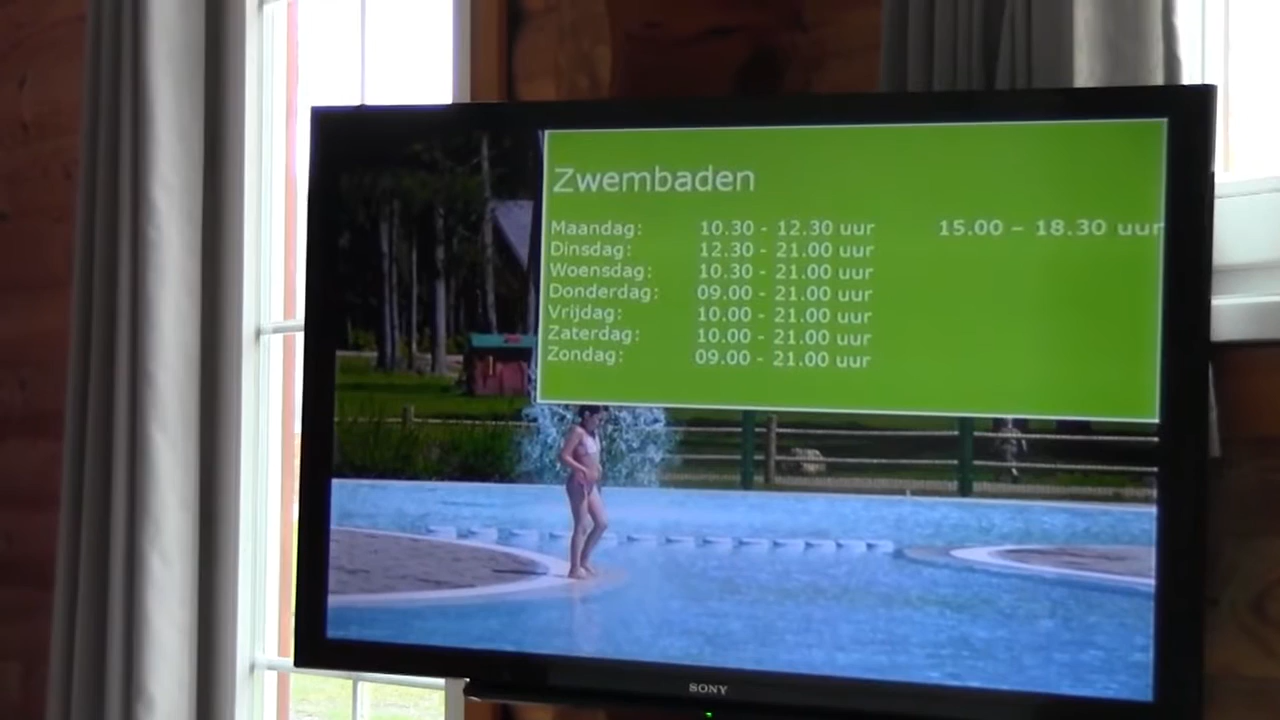 Zwembaden
Maandag: 10.30 - 12.30 uur 15.00 – 18.30 uur
Dinsdag: 12.30 - 21.00 uur
Woensdag: 10.30 - 21.00 uur
Donderdag: 09.00 - 21.00 uur
Vrijdag: 10.00 - 21.00 uur
Zaterdag: 10.00 - 21.00 uur
Zondag: 09.00 - 21.00 uur
SONY